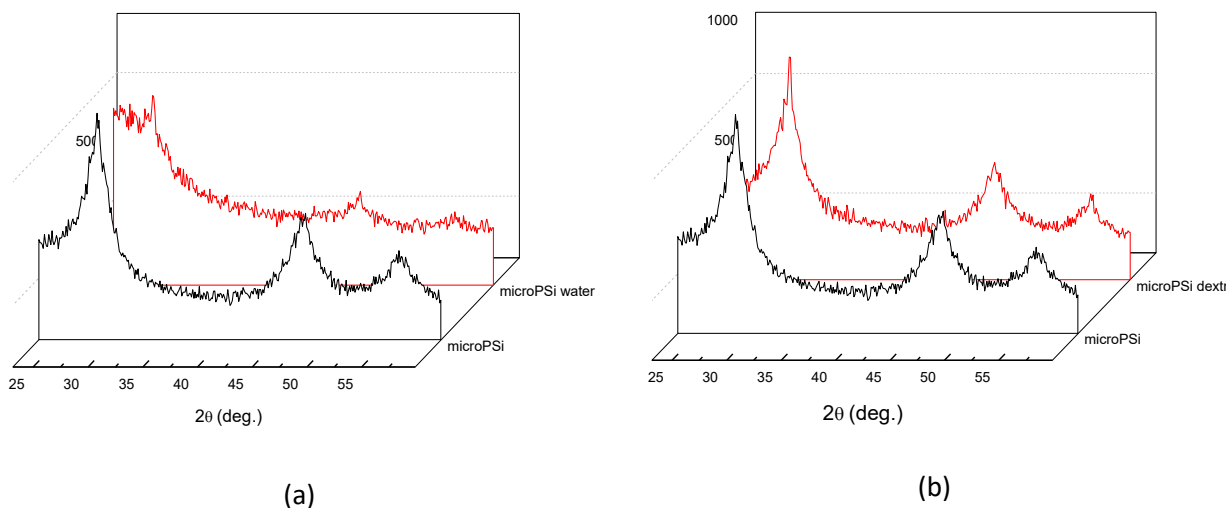 500
microPSi water
microPSi
25 30 35 40 45 50 55
2θ (deg.)
(a)
1000
500
microPSi dextr
microPSi
25 30 35 40 45 50 55
2θ (deg.)
(b)